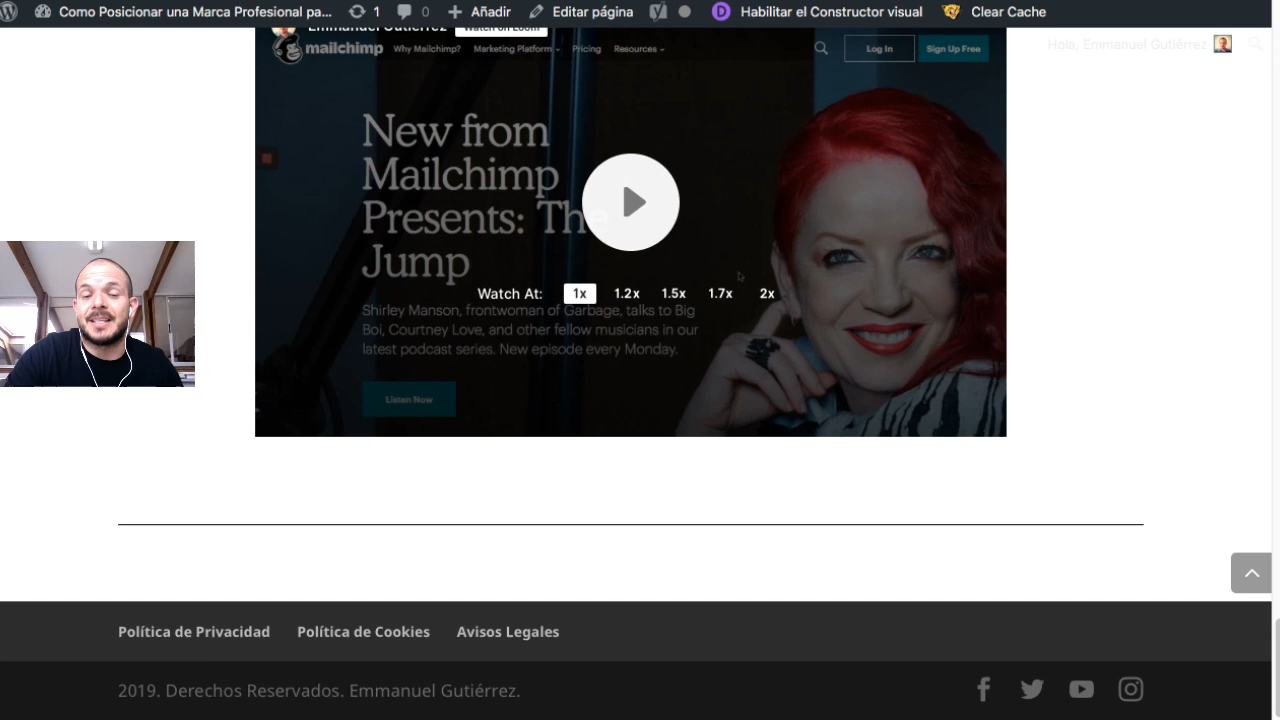 Como Posicionar una Marca Profesional pa... 1 0 Añadir Editar página Habilitar el Constructor visual Clear Cache
Emmanuel Gutiérrez Watch on Loom
mailchimp Why Mailchimp? Marketing Platform Pricing Resources Log In Sign Up Free
Hola, Emmanuel Gutiérrez
New from
Mailchimp
Presents: The
Jump
Watch At: 1x 1.2x 1.5x 1.7x 2x
Shirley Manson, frontwoman of Garbage, talks to Big
Boi, Courtney Love, and other fellow musicians in our
latest podcast series. New episode every Monday.
Listen Now
Política de Privacidad Política de Cookies Avisos Legales
2019. Derechos Reservados. Emmanuel Gutiérrez.